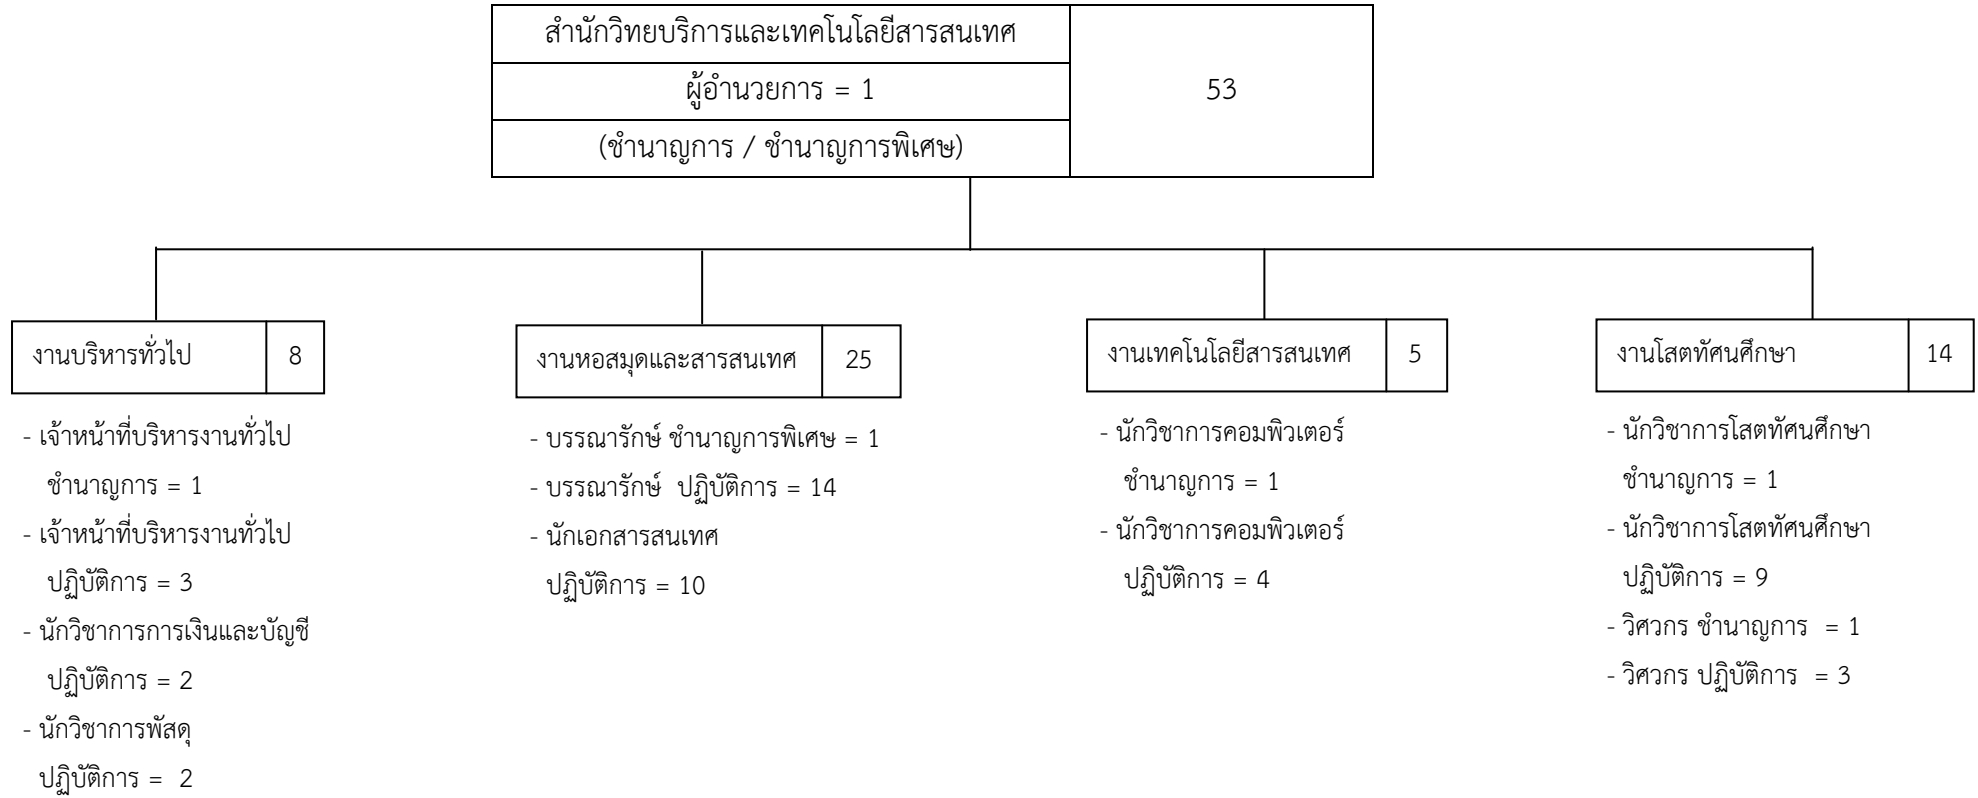 สำนักวิทยบริการและเทคโนโลยีสารสนเทศ
ผู้อำนวยการ = 1
(ชำนาญการ / ชำนาญการพิเศษ)
53
งานบริหารทั่วไป
8
- เจ้าหน้าที่บริหารงานทั่วไป
ชำนาญการ = 1
- เจ้าหน้าที่บริหารงานทั่วไป
ปฏิบัติการ = 3
- นักวิชาการการเงินและบัญชี
ปฏิบัติการ = 2
- นักวิชาการพัสดุ
ปฏิบัติการ = 2
งานหอสมุดและสารสนเทศ
25
- บรรณารักษ์ ชำนาญการพิเศษ = 1
- บรรณารักษ์ ปฏิบัติการ = 14
- นักเอกสารสนเทศ
ปฏิบัติการ = 10
งานเทคโนโลยีสารสนเทศ
5
- นักวิชาการคอมพิวเตอร์
ชำนาญการ = 1
- นักวิชาการคอมพิวเตอร์
ปฏิบัติการ = 4
งานโสตทัศนศึกษา
14
- นักวิชาการโสตทัศนศึกษา
ชำนาญการ = 1
- นักวิชาการโสตทัศนศึกษา
ปฏิบัติการ = 9
- วิศวกร ชำนาญการ = 1
- วิศวกร ปฏิบัติการ = 3